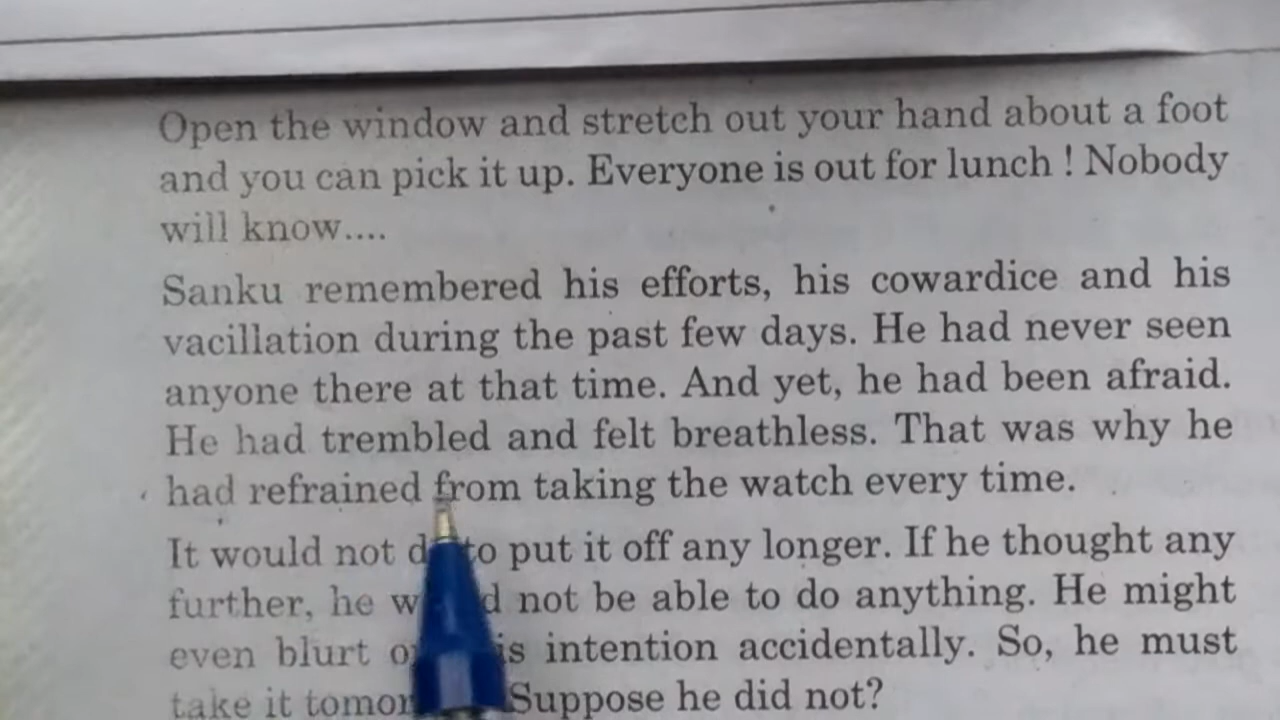 Open the window and stretch out your hand about a foot
and you can pick it up. Everyone is out for lunch ! Nobody
will know....
Sanku remembered his efforts, his cowardice and his
vacillation during the past few days. He had never seen
anyone there at that time. And yet, he had been afraid.
He had trembled and felt breathless. That was why he
had refrained from taking the watch every time.
It would not to put it off any longer. If he thought any
further, he not be able to do anything. He might
even blurt intention accidentally. So, he must
take it Suppose he did not?